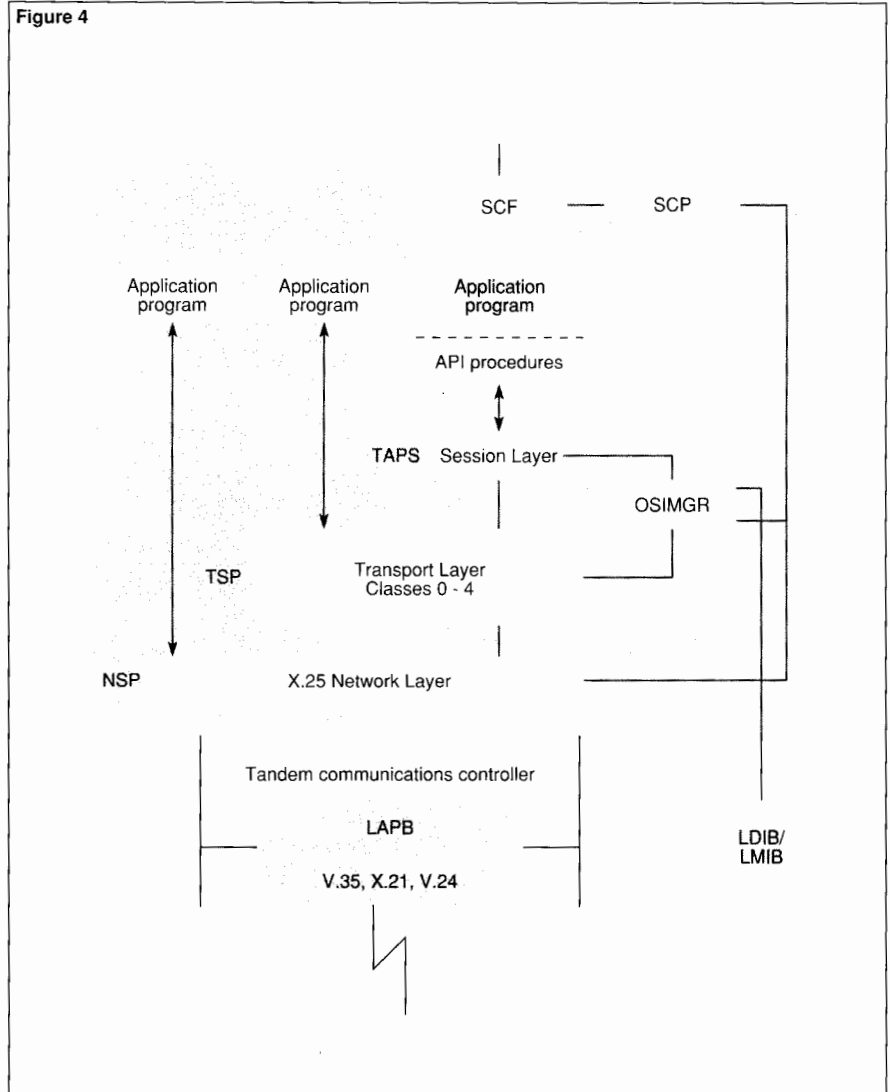 Figure 4
SCF
SCP
Application
program
Application
program
Application
program
API procedures
TAPS
Session Layer
OSIMGR
TSP
Transport Layer
Classes 0 - 4
NSP
X.25 Network Layer
Tandem communications controller
LAPB
V.35, X.21, V.24
LDIB/
LMIB